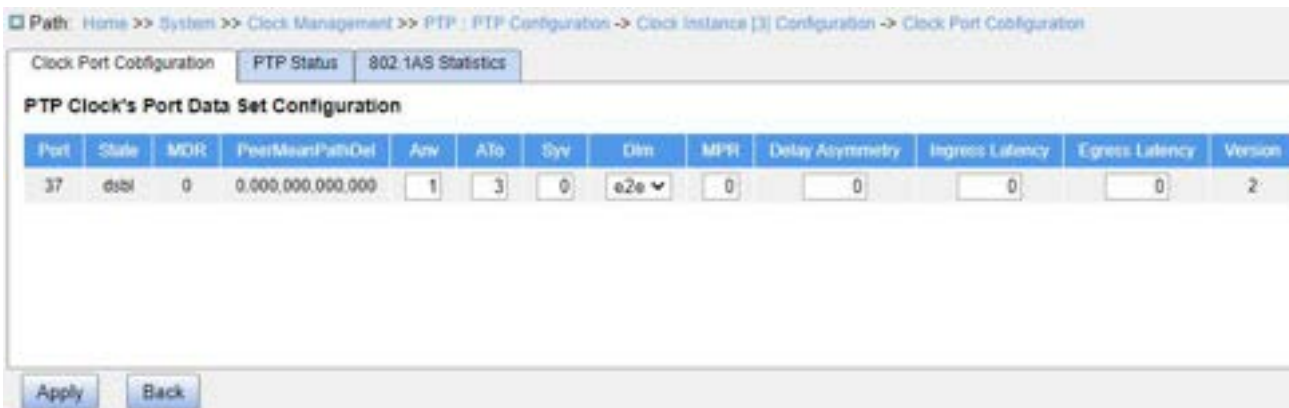 Path: Home >> System >> Clock Management >> PTP : PTP Configuration -> Clock Instance [3] Configuration -> Clock Port Cobfiguration
Clock Port Cobfiguration PTP Status 802.1AS Statistics
PTP Clock's Port Data Set Configuration
Port State MDR PeerMeanPathDel Anv ATo Syv Dlm MPR Delay Asymmetry Ingress Latency Egress Latency Version
37 dsbl 0 0.000,000,000,000 1 3 0 e2e 0 0 0 0 2
Apply Back